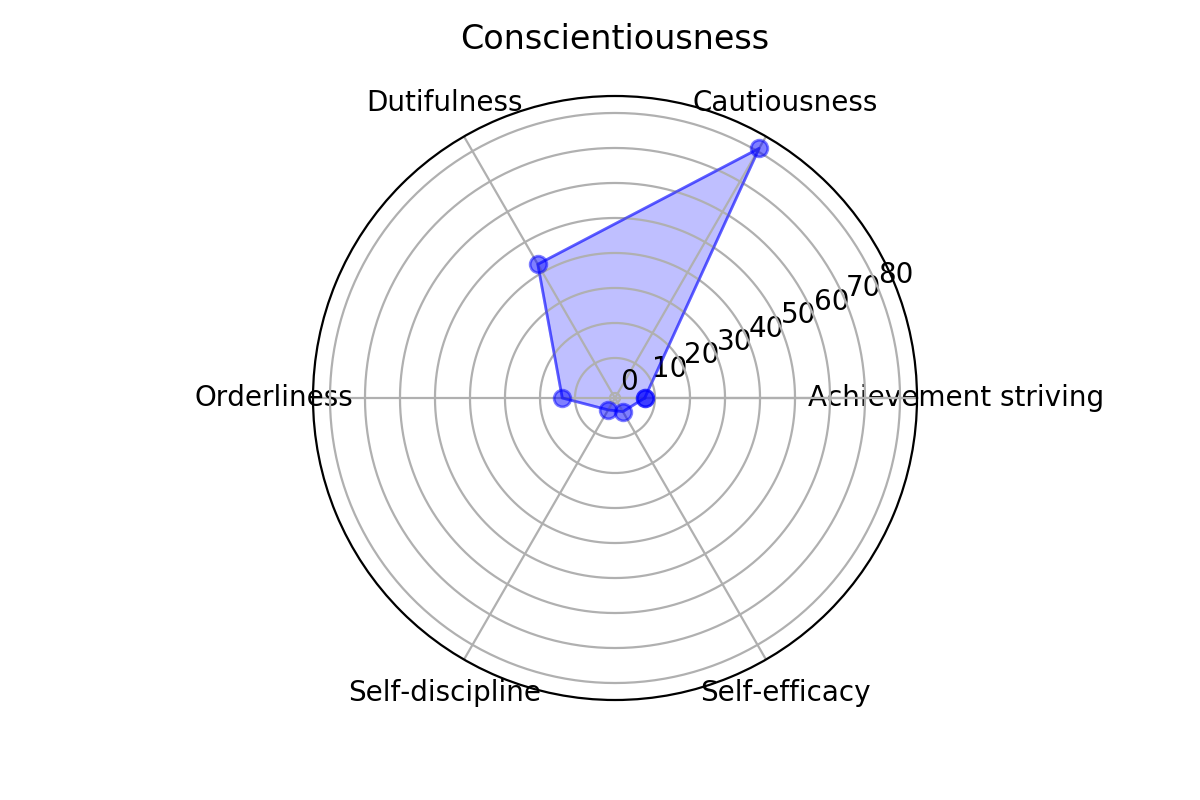 Conscientiousness
Dutifulness
Cautiousness
80
70
60
50
40
30
20
10
0
Orderliness
Achievement striving
Self-discipline
Self-efficacy